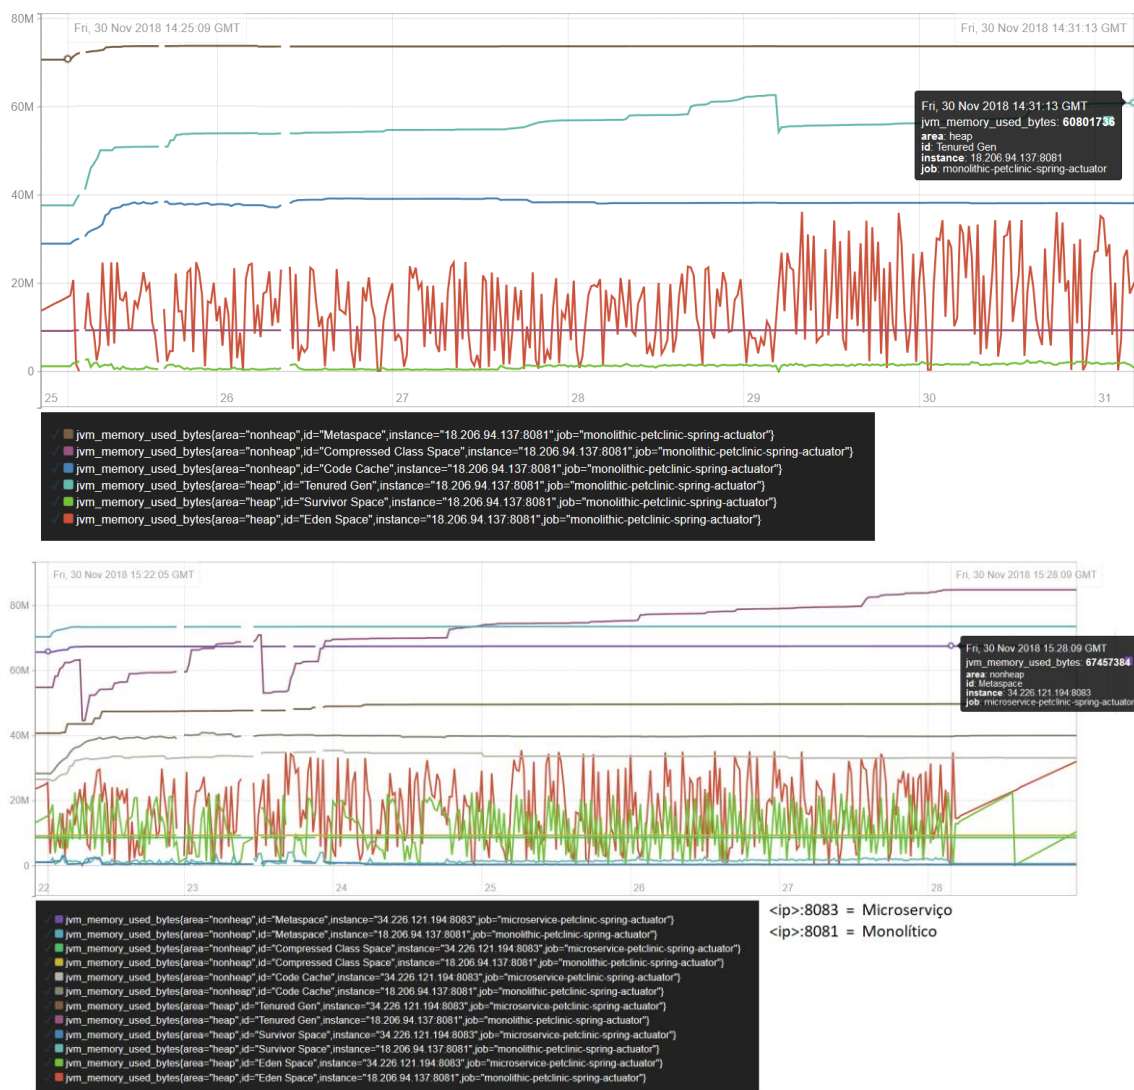 80M
Fri, 30 Nov 2018 14:25:09 GMT
Fri, 30 Nov 2018 14:31:13 GMT
60M
Fri, 30 Nov 2018 14:31:13 GMT
jvm_memory_used_bytes: 60801736
area: heap
id: Tenured Gen
instance: 18.206.94.137:8081
job: monolithic-petclinic-spring-actuator
40M
20M
0
25 26 27 28 29 30 31
jvm_memory_used_bytes{area="nonheap",id="Metaspace",instance="18.206.94.137:8081",job="monolithic-petclinic-spring-actuator"}
jvm_memory_used_bytes{area="nonheap",id="Compressed Class Space",instance="18.206.94.137:8081",job="monolithic-petclinic-spring-actuator"}
jvm_memory_used_bytes{area="nonheap",id="Code Cache",instance="18.206.94.137:8081",job="monolithic-petclinic-spring-actuator"}
jvm_memory_used_bytes{area="heap",id="Tenured Gen",instance="18.206.94.137:8081",job="monolithic-petclinic-spring-actuator"}
jvm_memory_used_bytes{area="heap",id="Survivor Space",instance="18.206.94.137:8081",job="monolithic-petclinic-spring-actuator"}
jvm_memory_used_bytes{area="heap",id="Eden Space",instance="18.206.94.137:8081",job="monolithic-petclinic-spring-actuator"}
Fri, 30 Nov 2018 15:22:05 GMT
Fri, 30 Nov 2018 15:28:09 GMT
80M
60M
Fri, 30 Nov 2018 15:28:09 GMT
jvm_memory_used_bytes: 67457384
area: nonheap
id: Metaspace
instance: 34.226.121.194:8083
job: microservice-petclinic-spring-actuator
40M
20M
0
22 23 24 25 26 27 28
jvm_memory_used_bytes{area="nonheap",id="Metaspace",instance="34.226.121.194:8083",job="microservice-petclinic-spring-actuator"}
jvm_memory_used_bytes{area="nonheap",id="Metaspace",instance="18.206.94.137:8081",job="monolithic-petclinic-spring-actuator"}
jvm_memory_used_bytes{area="nonheap",id="Compressed Class Space",instance="34.226.121.194:8083",job="microservice-petclinic-spring-actuator"}
jvm_memory_used_bytes{area="nonheap",id="Compressed Class Space",instance="18.206.94.137:8081",job="monolithic-petclinic-spring-actuator"}
jvm_memory_used_bytes{area="nonheap",id="Code Cache",instance="34.226.121.194:8083",job="microservice-petclinic-spring-actuator"}
jvm_memory_used_bytes{area="nonheap",id="Code Cache",instance="18.206.94.137:8081",job="monolithic-petclinic-spring-actuator"}
jvm_memory_used_bytes{area="heap",id="Tenured Gen",instance="34.226.121.194:8083",job="microservice-petclinic-spring-actuator"}
jvm_memory_used_bytes{area="heap",id="Tenured Gen",instance="18.206.94.137:8081",job="monolithic-petclinic-spring-actuator"}
jvm_memory_used_bytes{area="heap",id="Survivor Space",instance="34.226.121.194:8083",job="microservice-petclinic-spring-actuator"}
jvm_memory_used_bytes{area="heap",id="Survivor Space",instance="18.206.94.137:8081",job="monolithic-petclinic-spring-actuator"}
jvm_memory_used_bytes{area="heap",id="Eden Space",instance="34.226.121.194:8083",job="microservice-petclinic-spring-actuator"}
jvm_memory_used_bytes{area="heap",id="Eden Space",instance="18.206.94.137:8081",job="monolithic-petclinic-spring-actuator"}
<ip>:8083 = Microserviço
<ip>:8081 = Monolítico